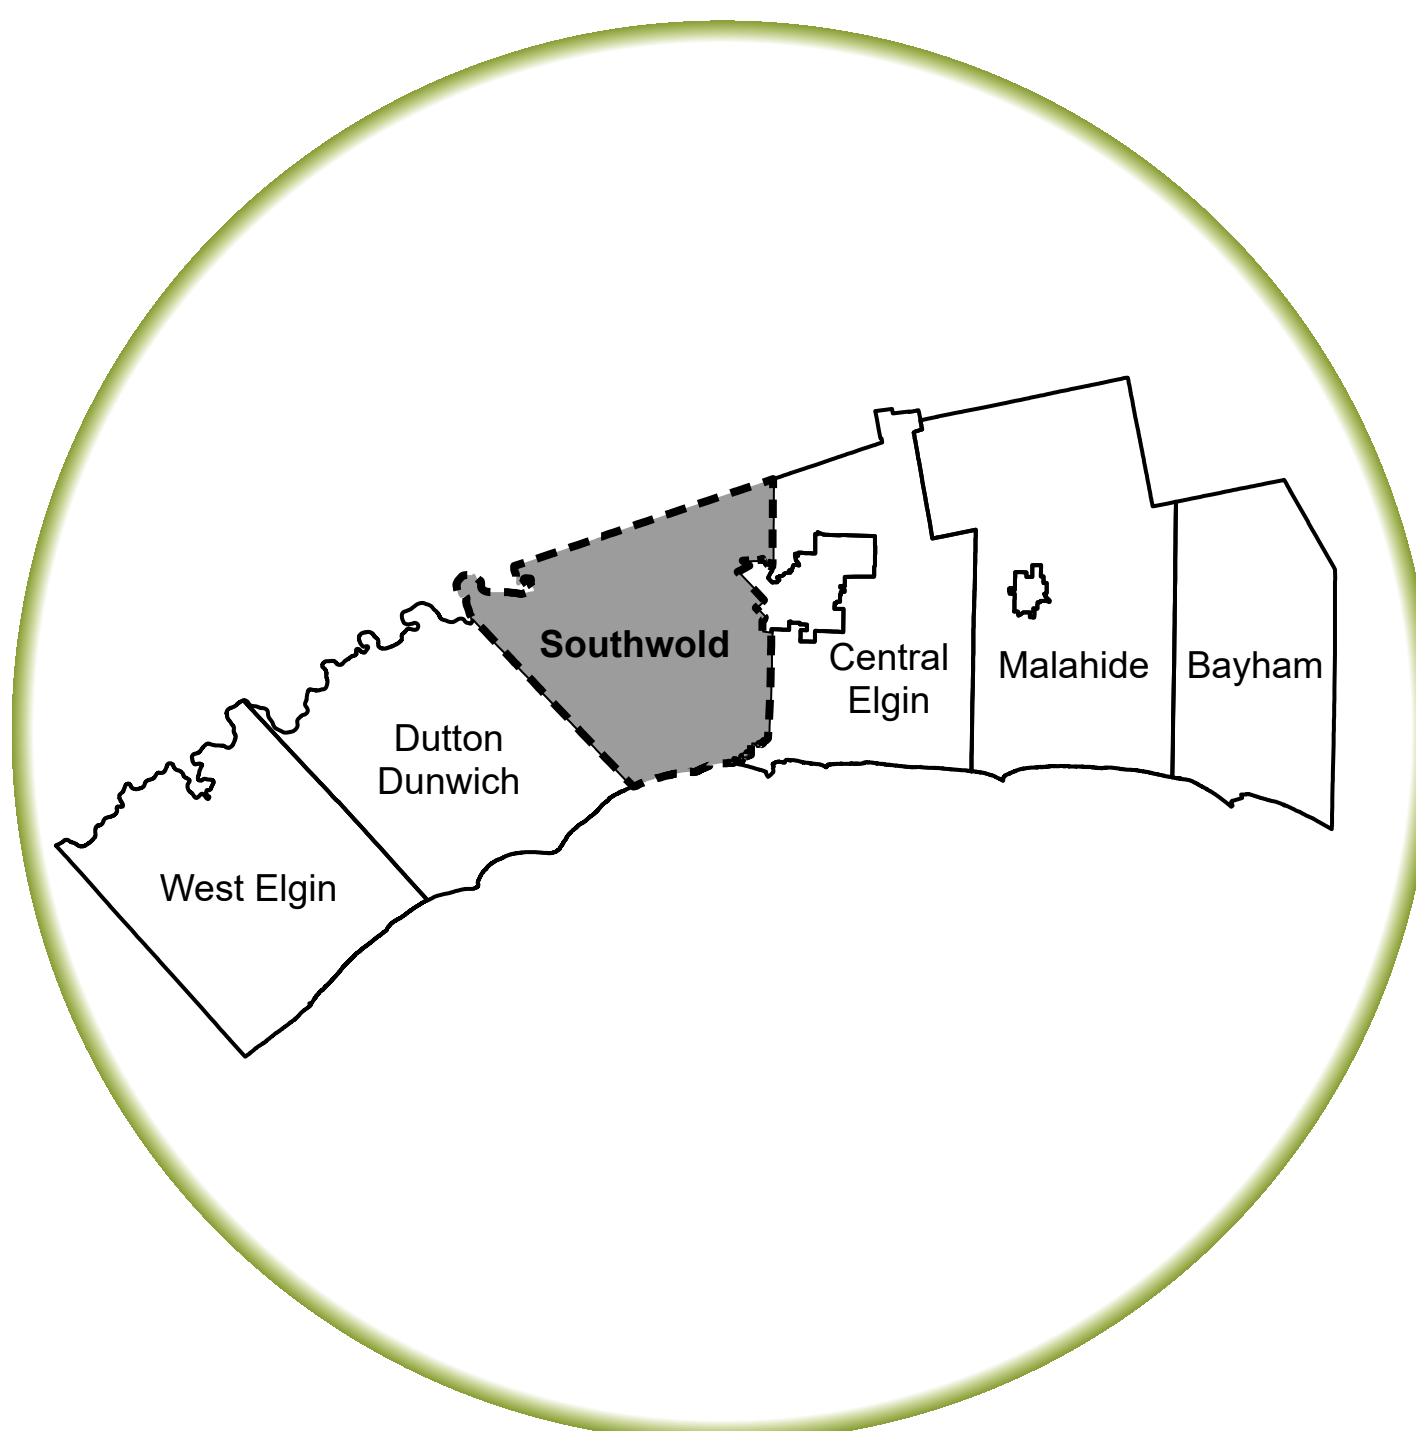 Southwold
Central
Elgin
Malahide
Bayham
Dutton
Dunwich
West Elgin